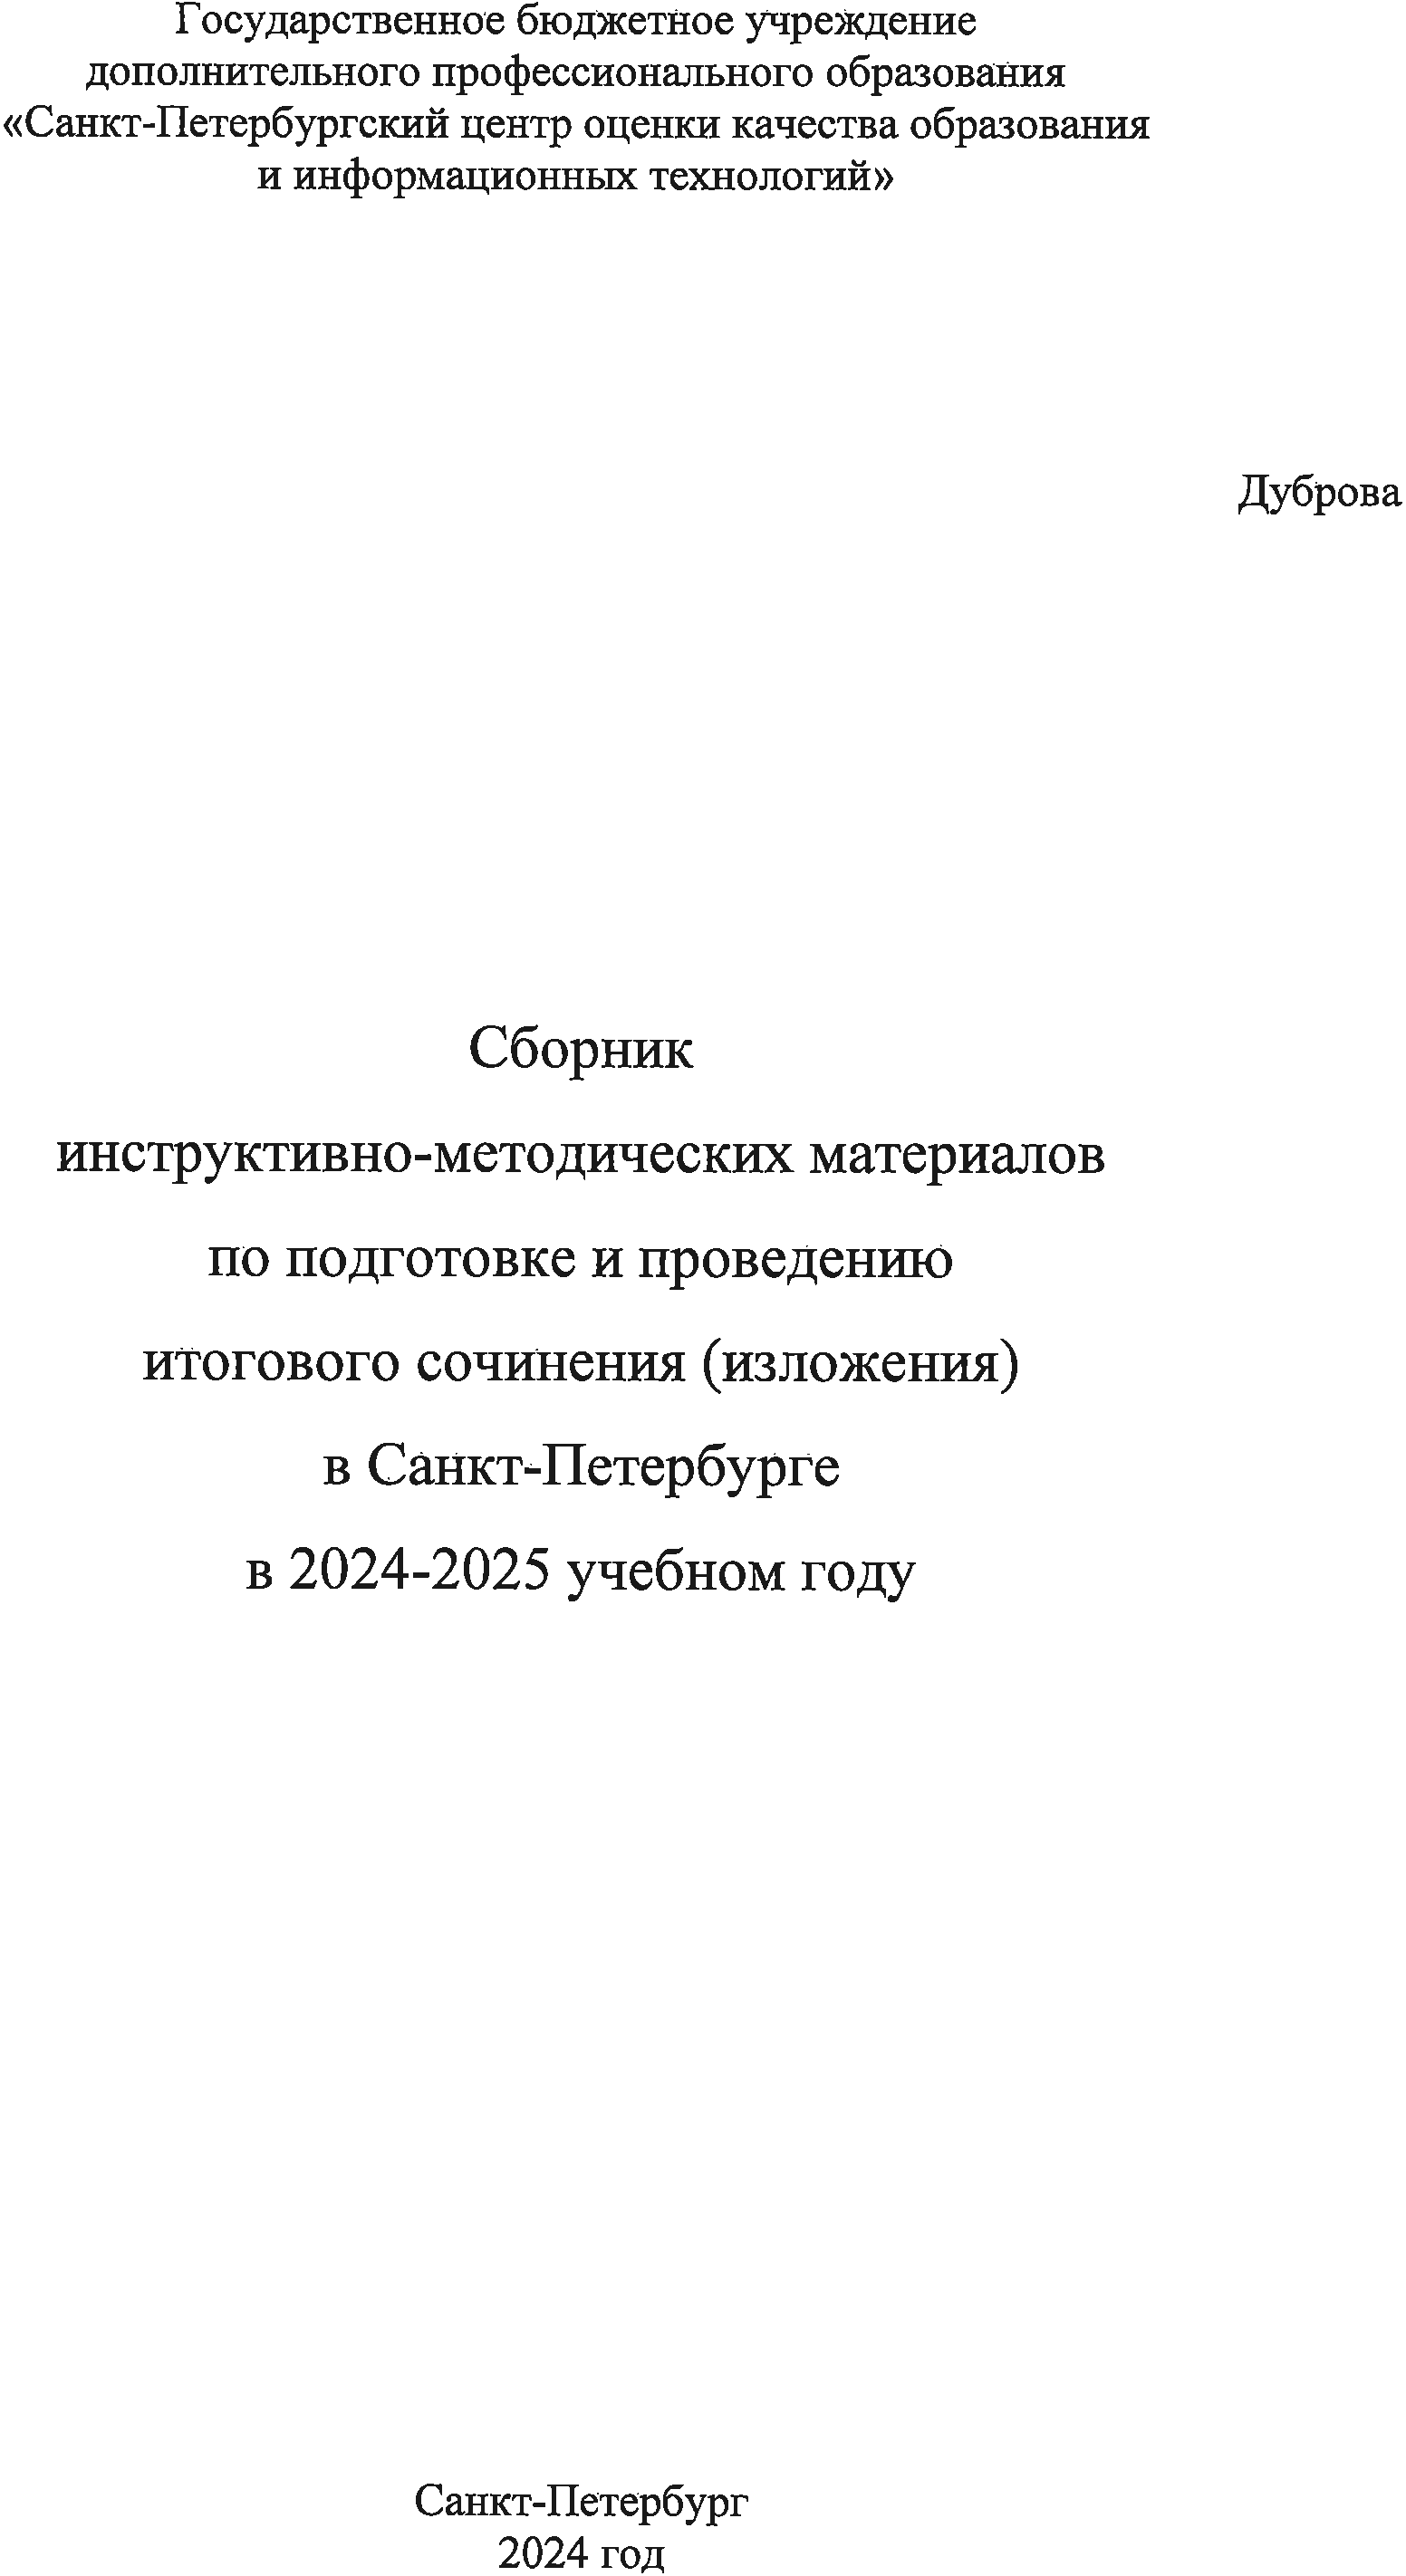 Государственное бюджетное учреждение
дополнительного профессионального образования
«Санкт-Петербургский центр оценки качества образования
и информационных технологий»
Дуброва
Сборник
инструктивно-методических материалов
по подготовке и проведению
итогового сочинения (изложения)
в Санкт-Петербурге
в 2024-2025 учебном году
Санкт-Петербург
2024 год